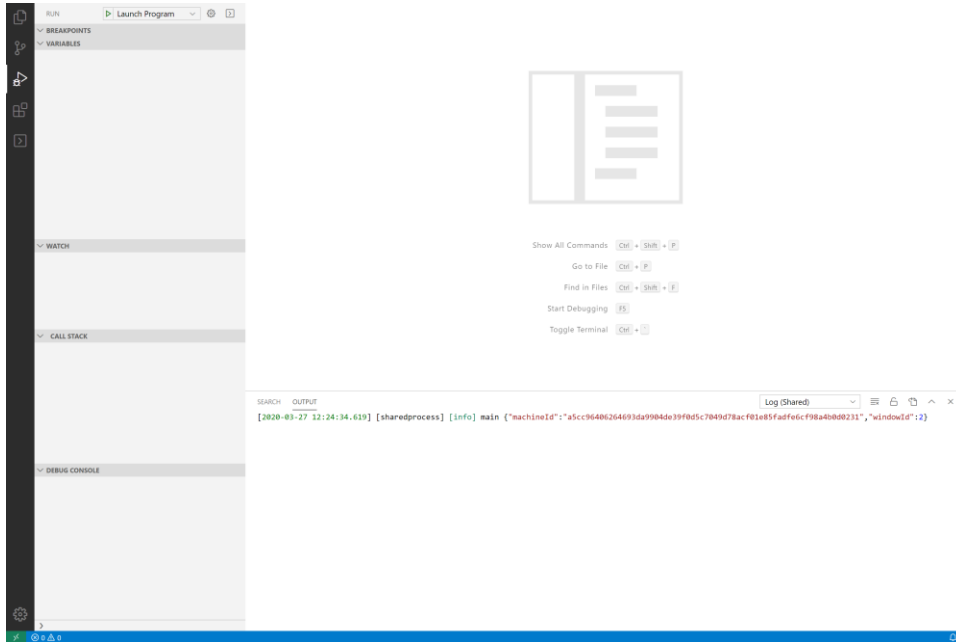 RUN Launch Program
BREAKPOINTS
VARIABLES
WATCH
CALL STACK
DEBUG CONSOLE
Show All Commands Ctrl + Shift + P
Go to File Ctrl + P
Find in Files Ctrl + Shift + F
Start Debugging F5
Toggle Terminal Ctrl + `
SEARCH OUTPUT Log (Shared)
[2020-03-27 12:24:34.619] [sharedprocess] [info] main {"machineId":"a5cc96406264693da9904de39f0d5c7049d78acf01e85fadfe6cf98a4b0d0231","windowId":2}
0 0